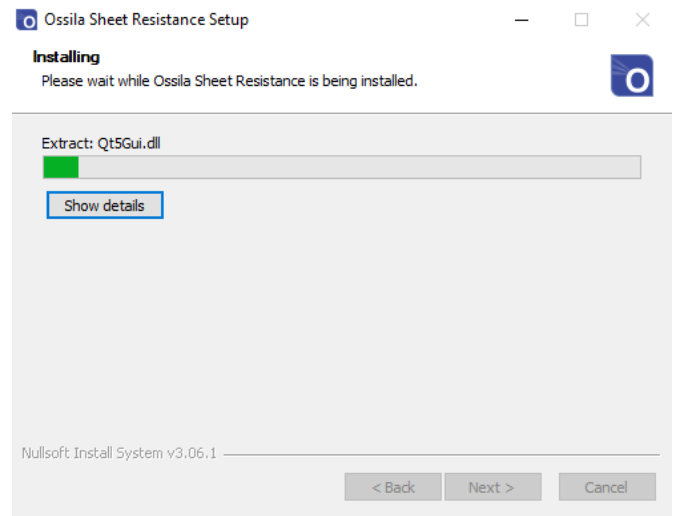 Ossila Sheet Resistance Setup
Installing
Please wait while Ossila Sheet Resistance is being installed.
Extract: Qt5Gui.dll
Show details
Nullsoft Install System v3.06.1
< Back Next > Cancel